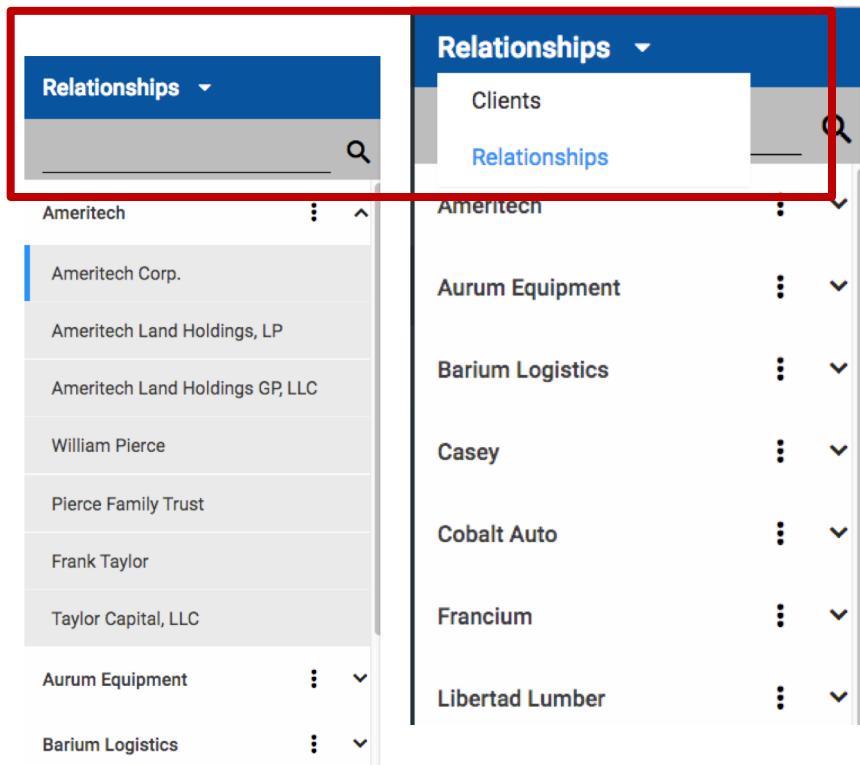 Relationships
Ameritech
Ameritech Corp.
Ameritech Land Holdings, LP
Ameritech Land Holdings GP, LLC
William Pierce
Pierce Family Trust
Frank Taylor
Taylor Capital, LLC
Aurum Equipment
Barium Logistics
Relationships
Clients
Relationships
Ameritech
Aurum Equipment
Barium Logistics
Casey
Cobalt Auto
Francium
Libertad Lumber